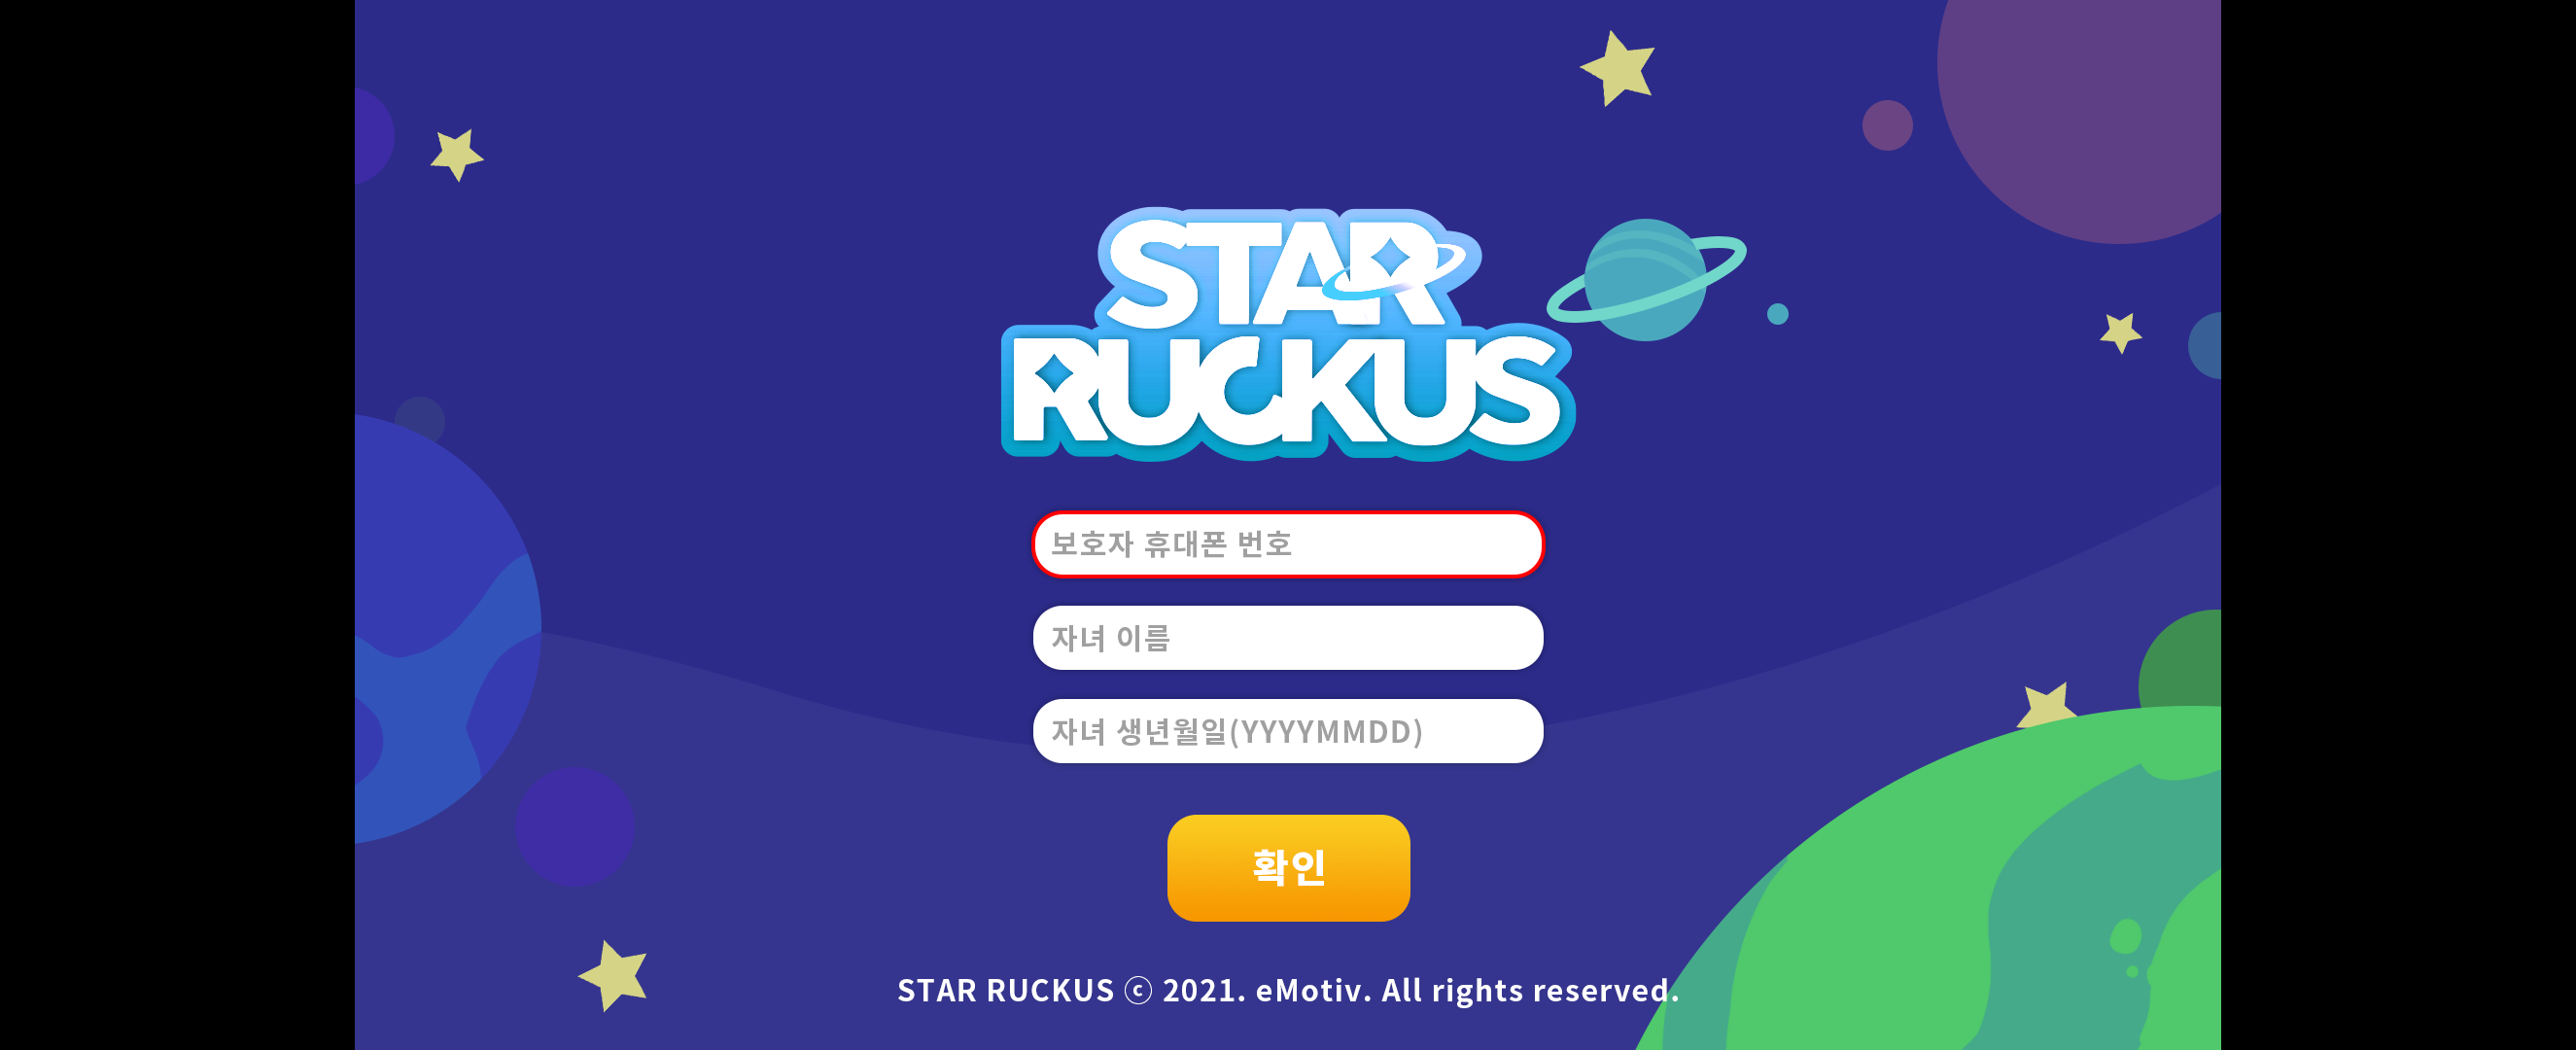 STAR
RUCKUS
보호자 휴대폰 번호
자녀 이름
자녀 생년월일(YYYYMMDD)
확인
STAR RUCKUS ⓒ 2021. eMotiv. All rights reserved.